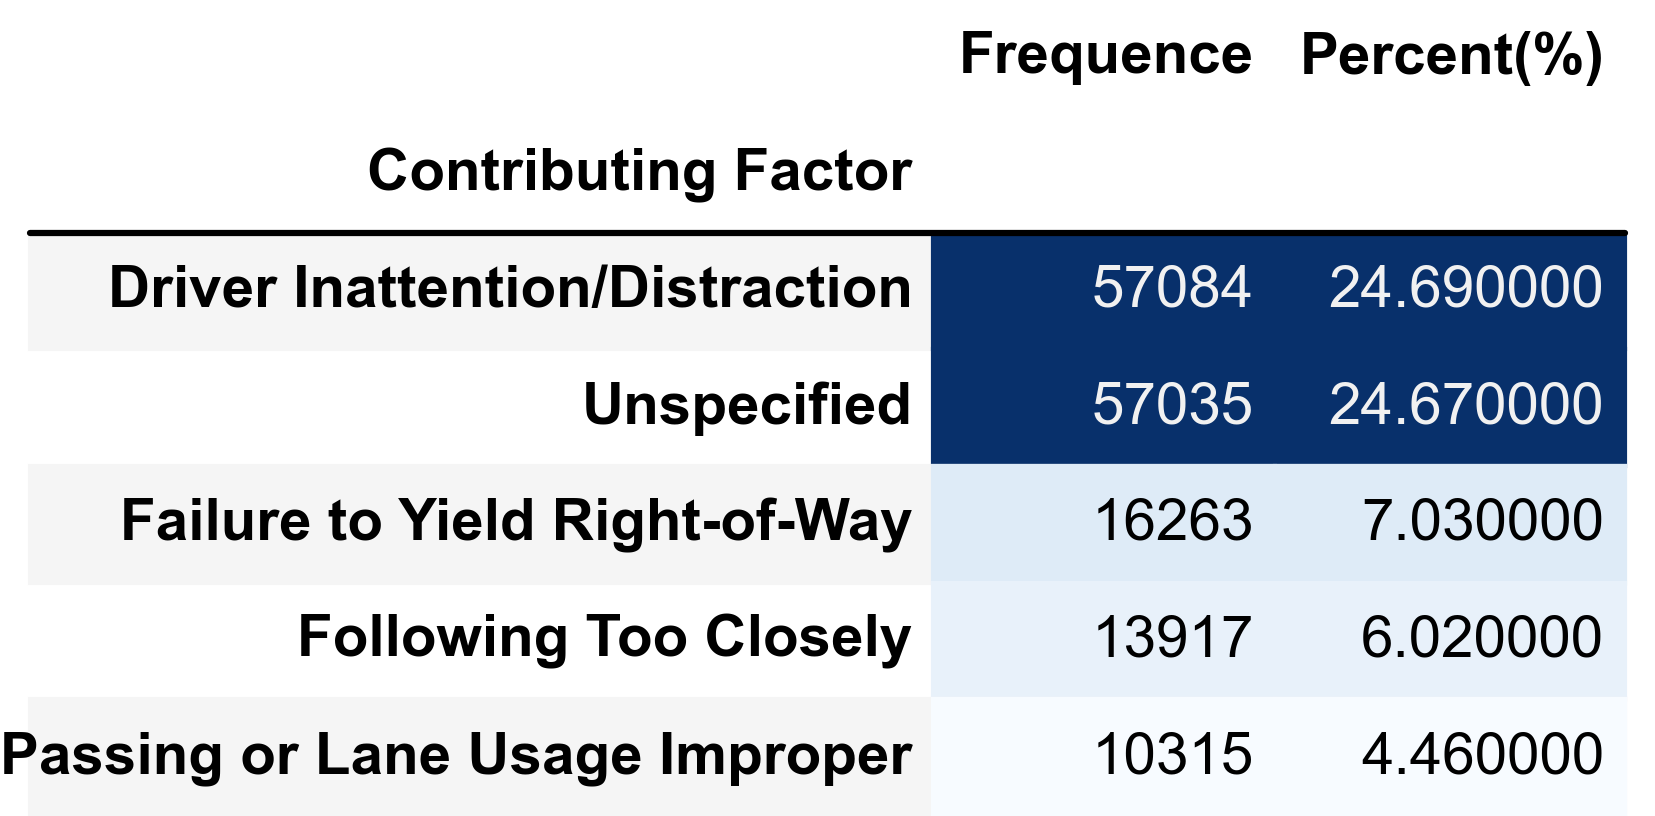 Frequence Percent(%)
Contributing Factor
Driver Inattention/Distraction 57084 24.690000
Unspecified 57035 24.670000
Failure to Yield Right-of-Way 16263 7.030000
Following Too Closely 13917 6.020000
Passing or Lane Usage Improper 10315 4.460000